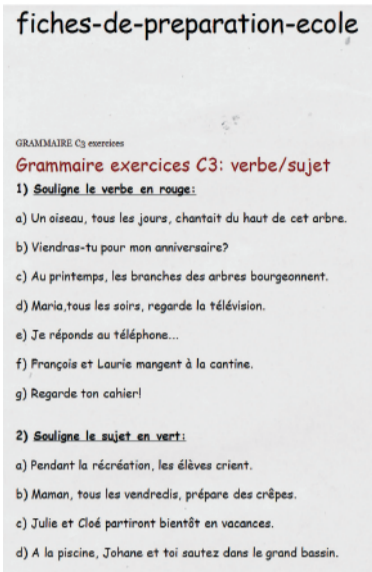 fiches-de-preparation-ecole
GRAMMAIRE C3 exercices
Grammaire exercices C3: verbe/sujet
1) Souligne le verbe en rouge:
a) Un oiseau, tous les jours, chantait du haut de cet arbre.
b) Viendras-tu pour mon anniversaire?
c) Au printemps, les branches des arbres bourgeonnent.
d) Maria,tous les soirs, regarde la télévision.
e) Je réponds au téléphone...
f) François et Laurie mangent à la cantine.
g) Regarde ton cahier!
2) Souligne le sujet en vert:
a) Pendant la récréation, les élèves crient.
b) Maman, tous les vendredis, prépare des crêpes.
c) Julie et Cloé partiront bientôt en vacances.
d) A la piscine, Johane et toi sautez dans le grand bassin.